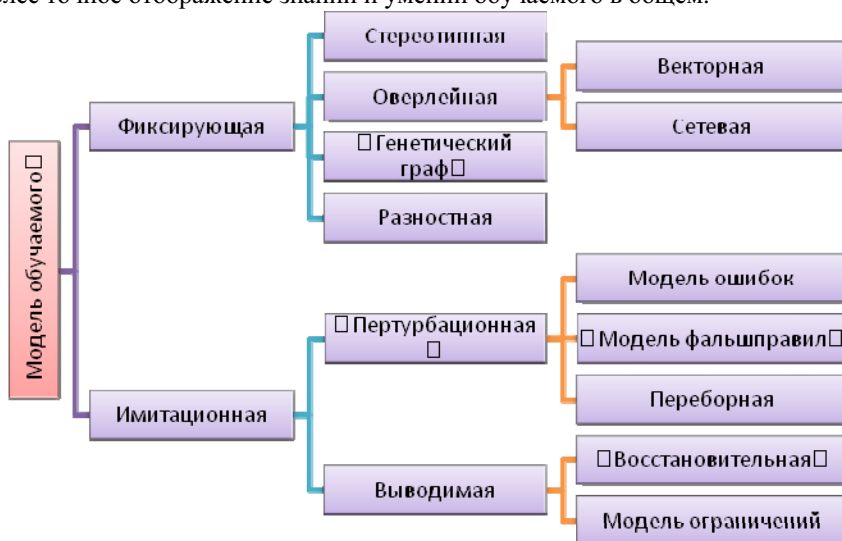 более точное отображение знаний и умений обучаемого в общем.
Модель обучаемого
Фиксирующая
Стереотипная
Оверлейная
Векторная
Сетевая
Генетический
граф
Разностная
Имитационная
Пертурбационная
Модель ошибок
Модель фальшправил
Переборная
Выводимая
Восстановительная
Модель ограничений